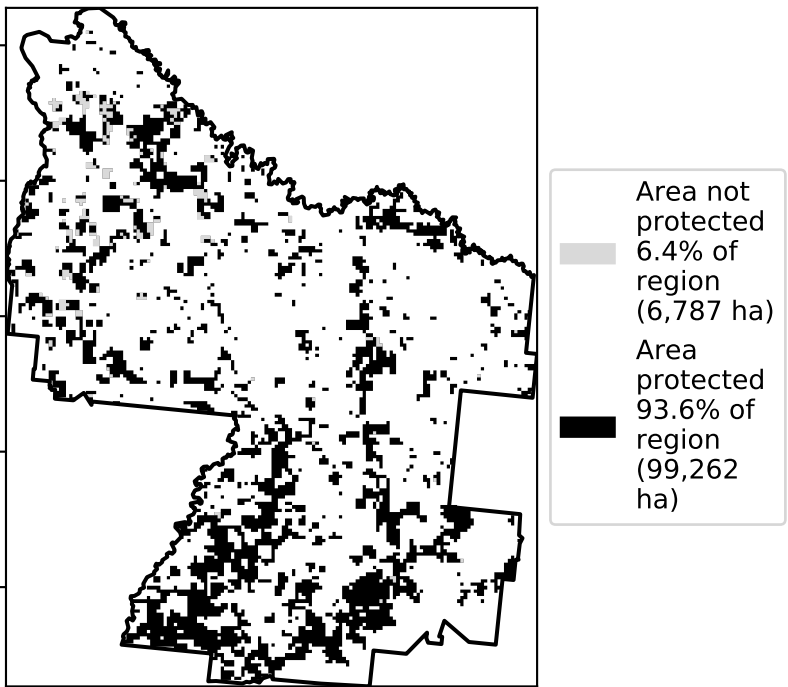 Area not
protected
6.4% of
region
(6,787 ha)
Area
protected
93.6% of
region
(99,262
ha)